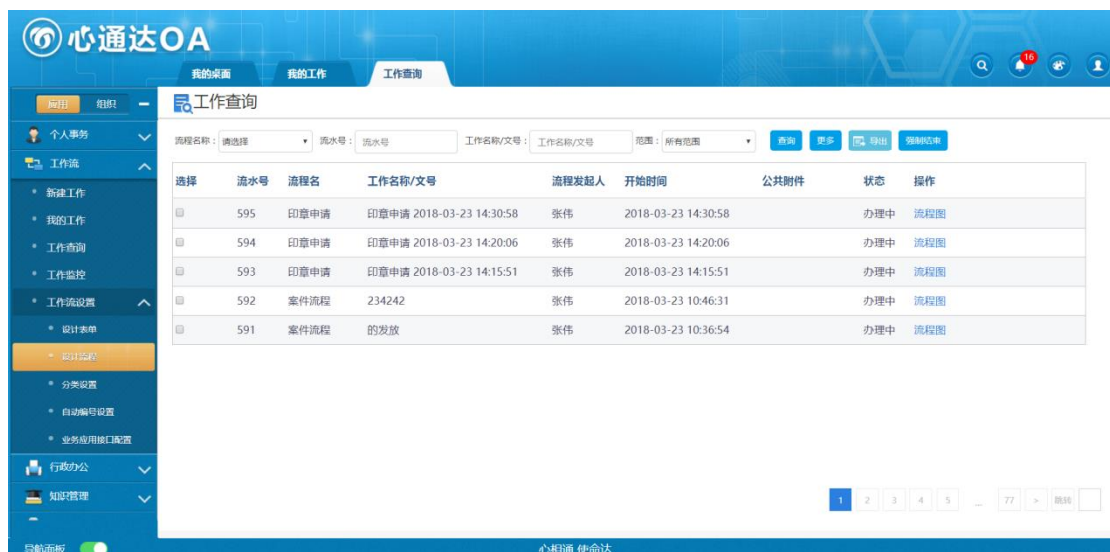 心通达OA
我的桌面 我的工作 工作查询
16
应用 组织
工作查询
个人事务
流程名称： 请选择 流水号： 流水号 工作名称/文号： 工作名称/文号 范围： 所有范围 查询 更多 导出 强制结束
工作流
新建工作
我的工作
工作查询
工作监控
工作流设置
设计表单
设计流程
分类设置
自动编号设置
业务应用接口配置
行政办公
知识管理
选择 流水号 流程名 工作名称/文号 流程发起人 开始时间 公共附件 状态 操作
595 印章申请 印章申请 2018-03-23 14:30:58 张伟 2018-03-23 14:30:58 办理中 流程图
594 印章申请 印章申请 2018-03-23 14:20:06 张伟 2018-03-23 14:20:06 办理中 流程图
593 印章申请 印章申请 2018-03-23 14:15:51 张伟 2018-03-23 14:15:51 办理中 流程图
592 案件流程 234242 张伟 2018-03-23 10:46:31 办理中 流程图
591 案件流程 的发放 张伟 2018-03-23 10:36:54 办理中 流程图
1 2 3 4 5 ... 77 > 跳转
导航面板 心相通 使命达